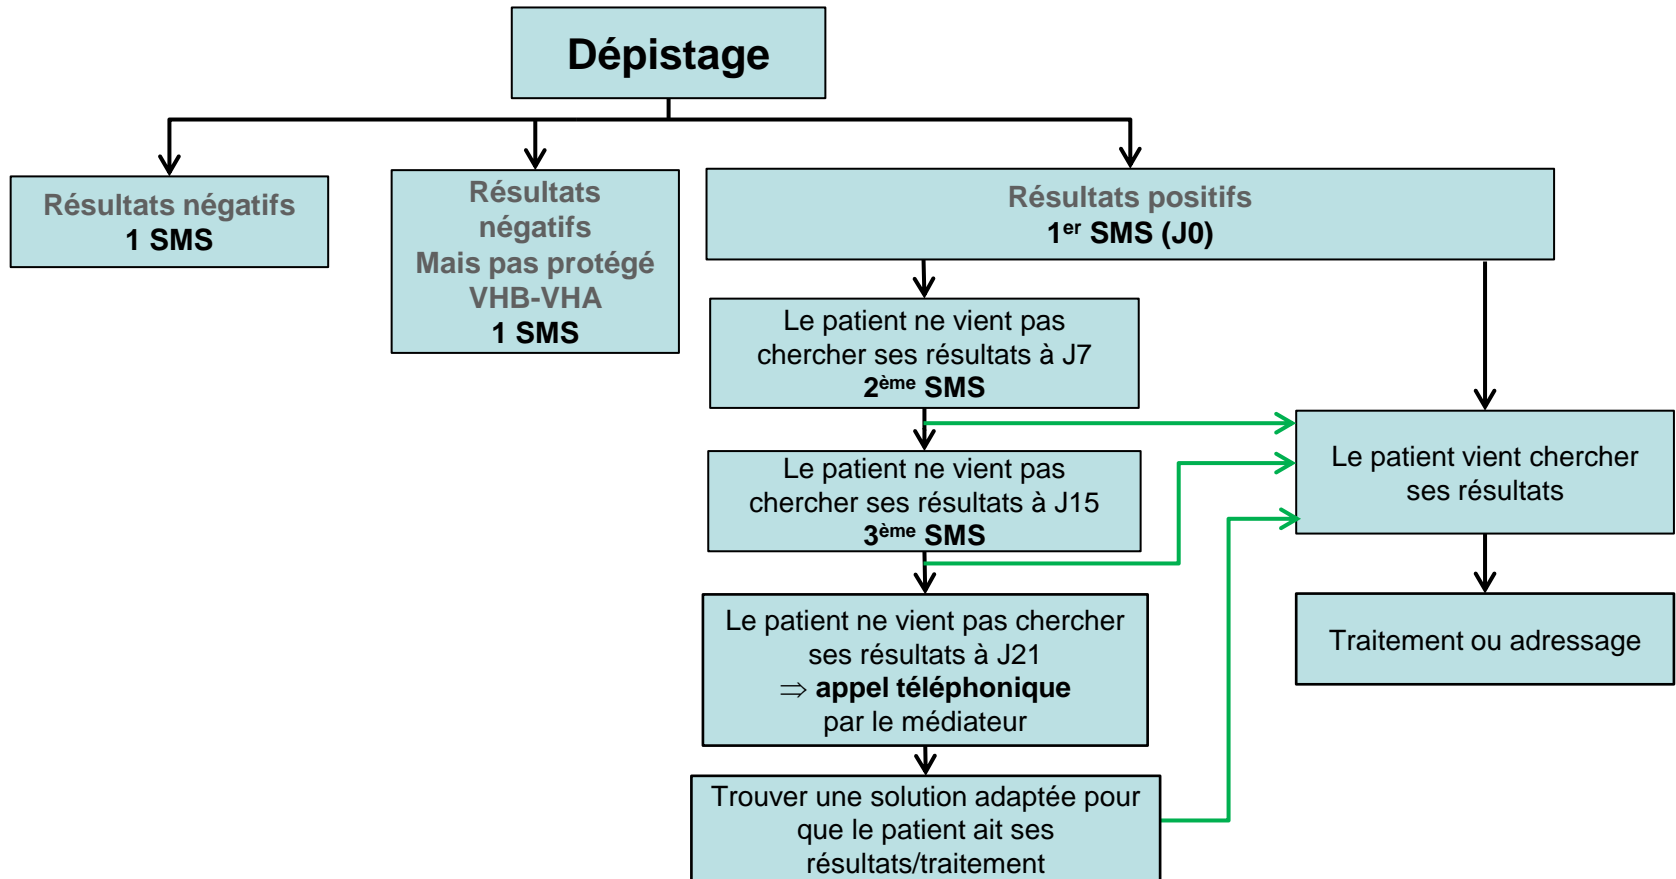 Dépistage
Résultats négatifs
1 SMS
Résultats
négatifs
Mais pas protégé
VHB-VHA
1 SMS
Résultats positifs
1er SMS (J0)
Le patient ne vient pas
chercher ses résultats à J7
2ème SMS
Le patient ne vient pas
chercher ses résultats à J15
3ème SMS
Le patient ne vient pas chercher
ses résultats à J21
⇒ appel téléphonique
par le médiateur
Trouver une solution adaptée pour
que le patient ait ses
résultats/traitement
Le patient vient chercher
ses résultats
Traitement ou adressage